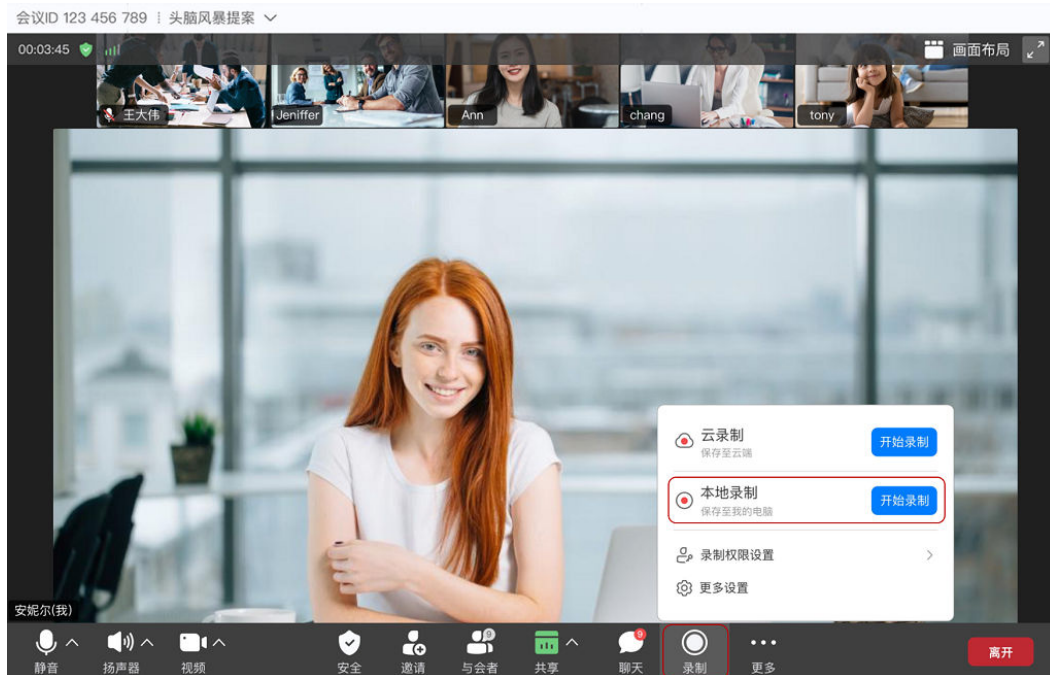 会议ID 123 456 789 ⁝ 头脑风暴提案
00:03:45
画面布局
王大伟
Jeniffer
Ann
chang
tony
云录制
保存至云端
开始录制
本地录制
保存至我的电脑
开始录制
录制权限设置
更多设置
安妮尔(我)
静音
扬声器
视频
安全
邀请
9
与会者
共享
9
聊天
录制
更多
离开